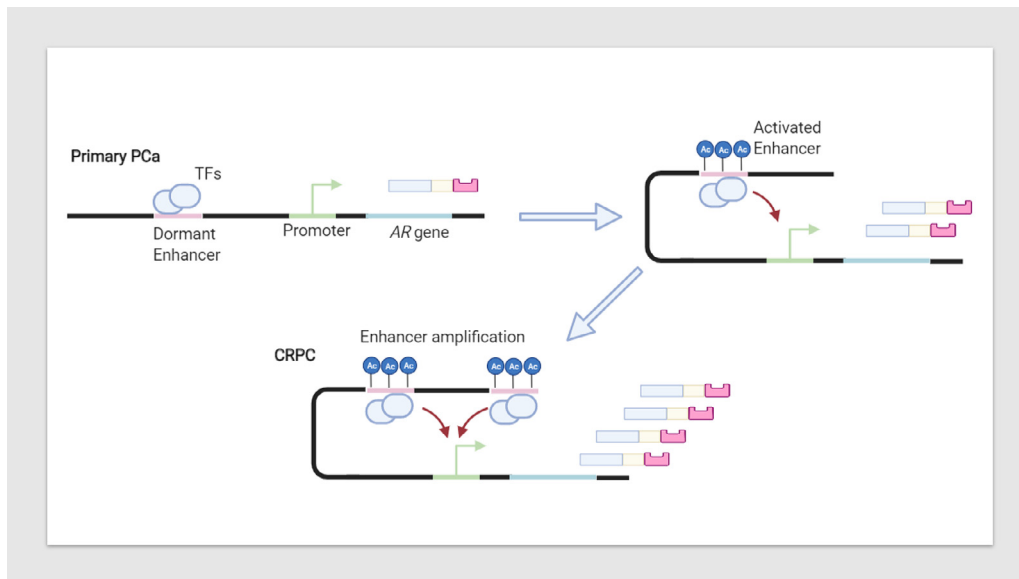 Primary PCa
TFs
Dormant
Enhancer
Promoter
AR gene
Ac Ac Ac
Activated
Enhancer
Enhancer amplification
CRPC
Ac Ac Ac
Ac Ac Ac